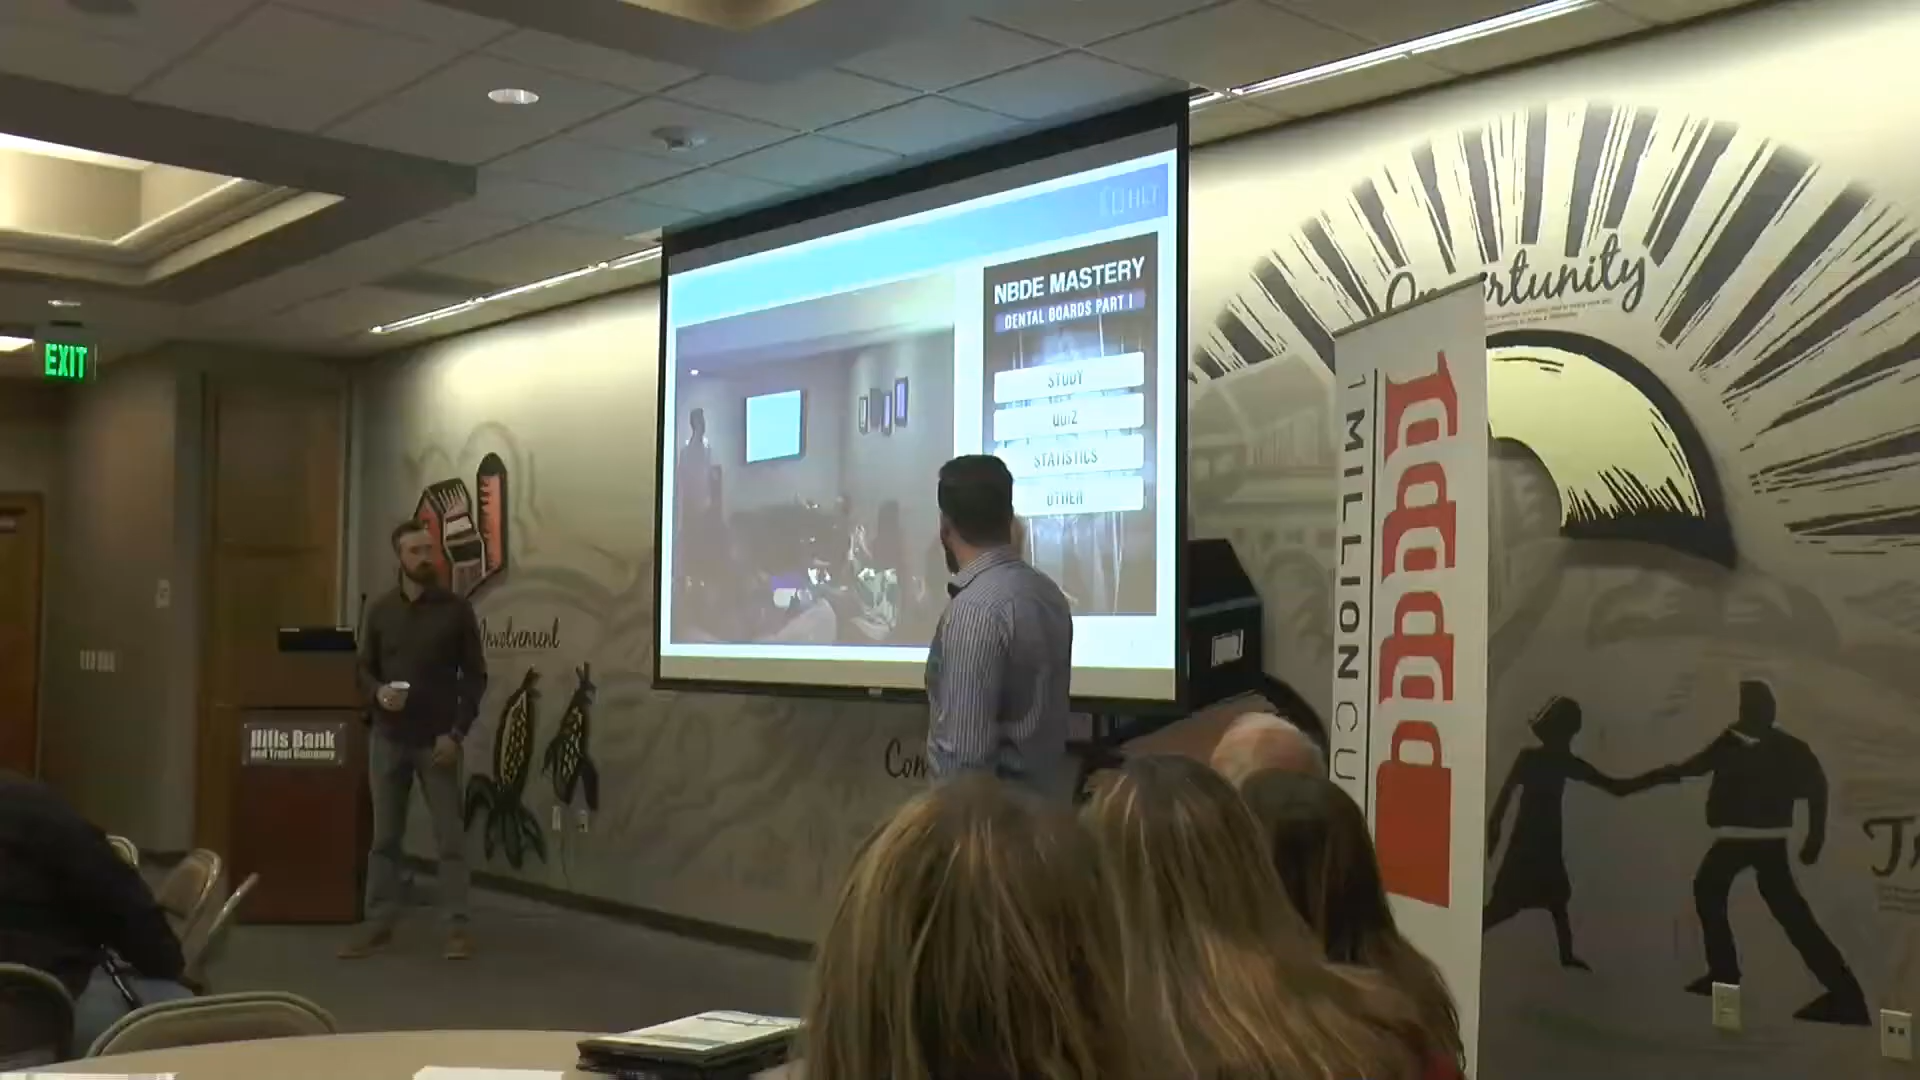 EXIT
HLT
NBDE MASTERY
DENTAL BOARDS PART I
STUDY
QUIZ
STATISTICS
OTHER
1 MILLION CU
Involvement
Hills Bank
and Trust Company